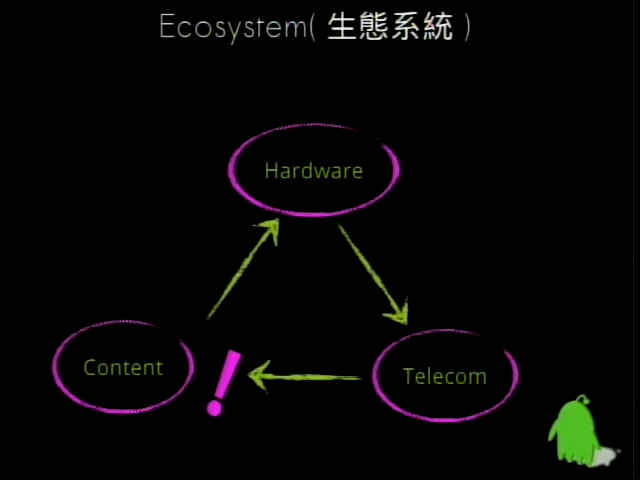 Ecosystem( 生態系統 )
Hardware
Content
Telecom